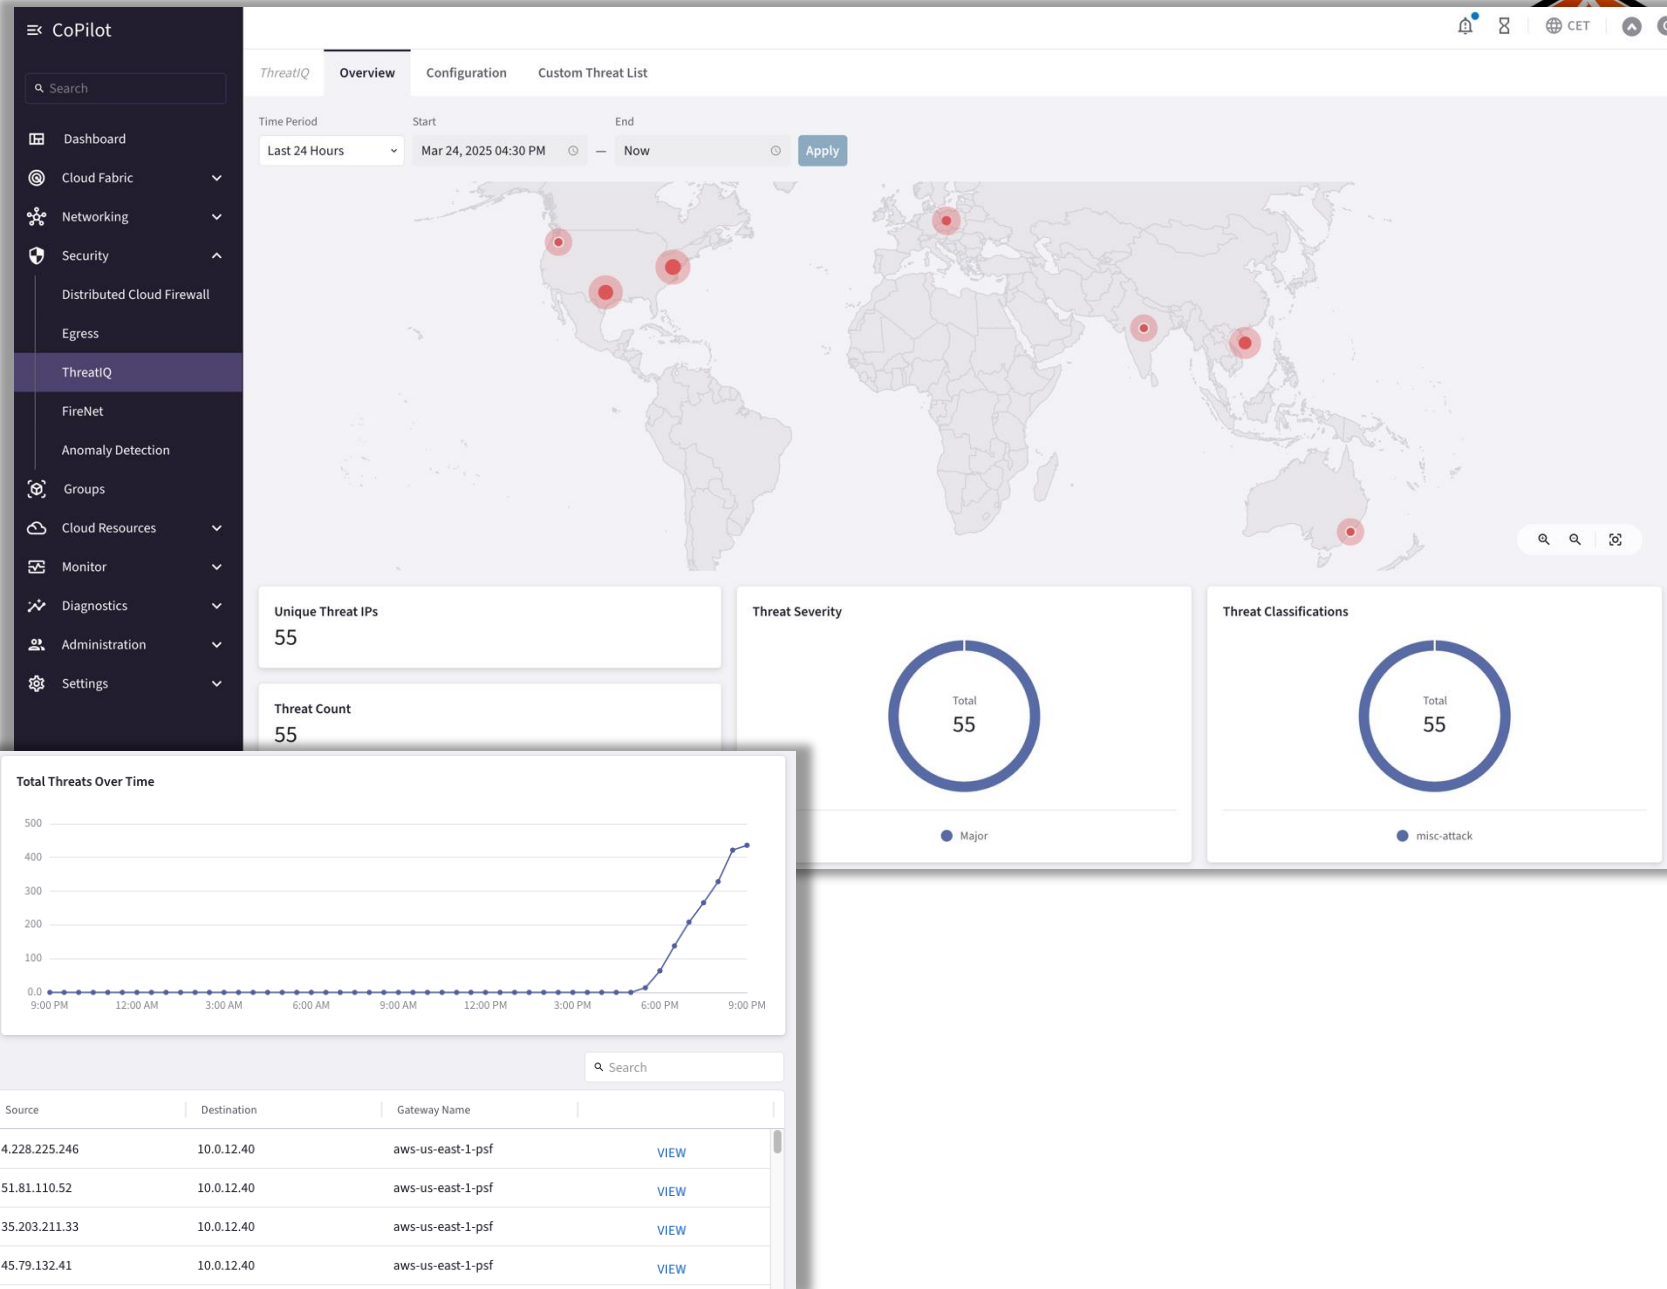 CoPilot
CET
Search
ThreatIQ Overview Configuration Custom Threat List
Time Period Start End
Last 24 Hours Mar 24, 2025 04:30 PM — Now Apply
Dashboard
Cloud Fabric
Networking
Security
Distributed Cloud Firewall
Egress
ThreatIQ
FireNet
Anomaly Detection
Groups
Cloud Resources
Monitor
Diagnostics
Administration
Settings
Unique Threat IPs
55
Threat Count
55
Threat Severity
Total
55
Major
Threat Classifications
Total
55
misc-attack
Total Threats Over Time
500
400
300
200
100
0.0
9:00 PM 12:00 AM 3:00 AM 6:00 AM 9:00 AM 12:00 PM 3:00 PM 6:00 PM 9:00 PM
Search
Source Destination Gateway Name
4.228.225.246 10.0.12.40 aws-us-east-1-psf VIEW
51.81.110.52 10.0.12.40 aws-us-east-1-psf VIEW
35.203.211.33 10.0.12.40 aws-us-east-1-psf VIEW
45.79.132.41 10.0.12.40 aws-us-east-1-psf VIEW